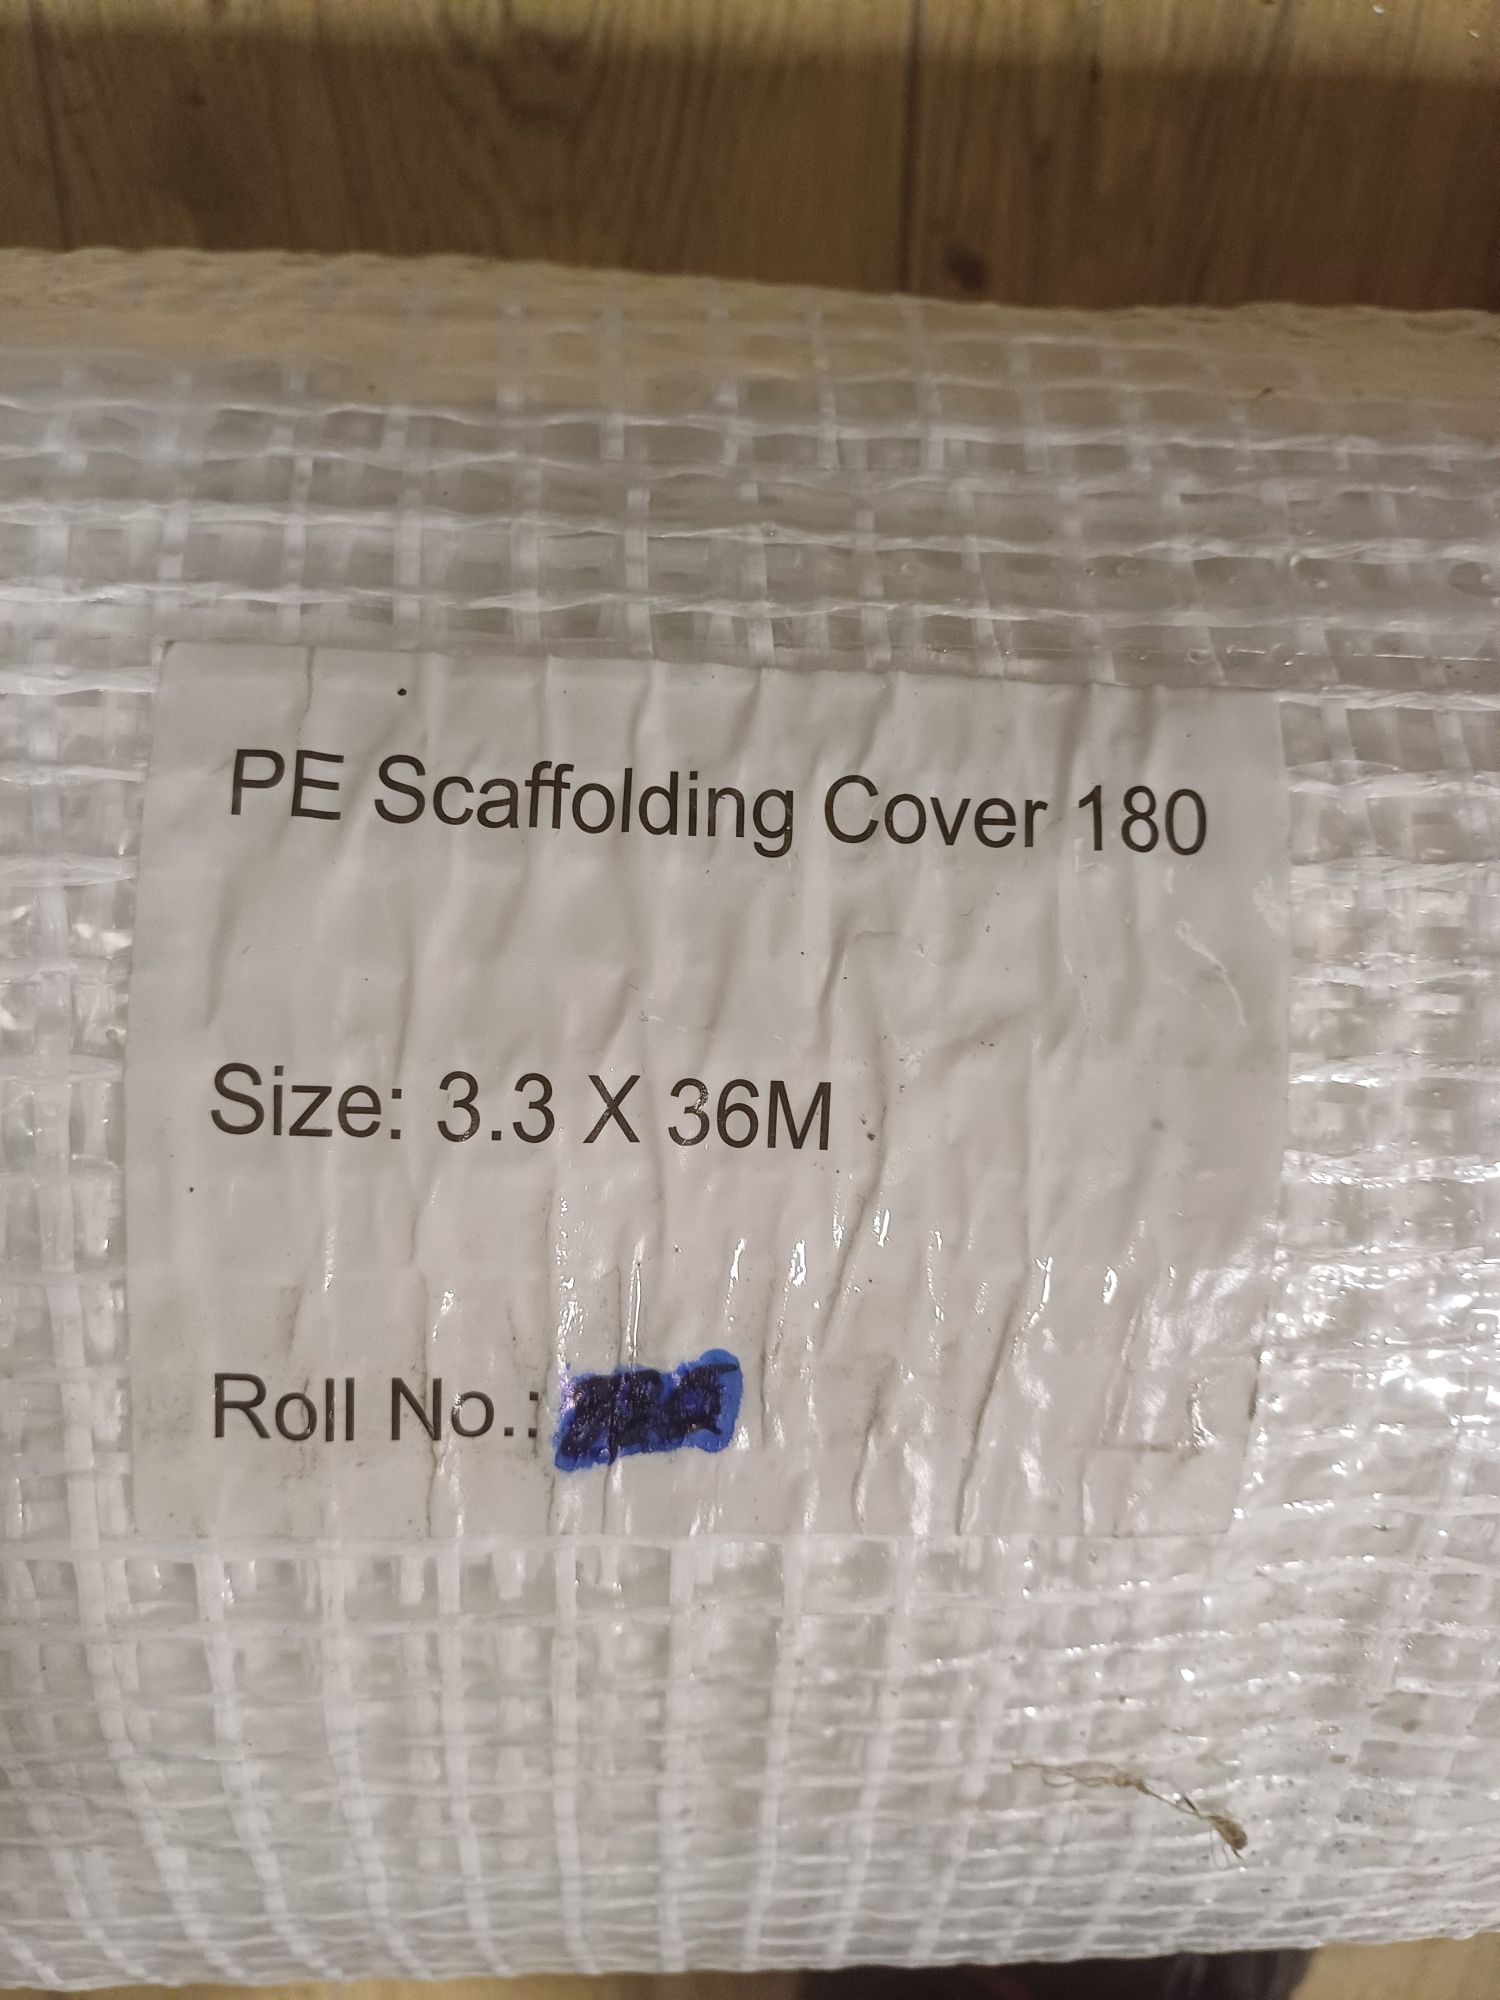 PE Scaffolding Cover 180
Size: 3.3 X 36M
Roll No.: